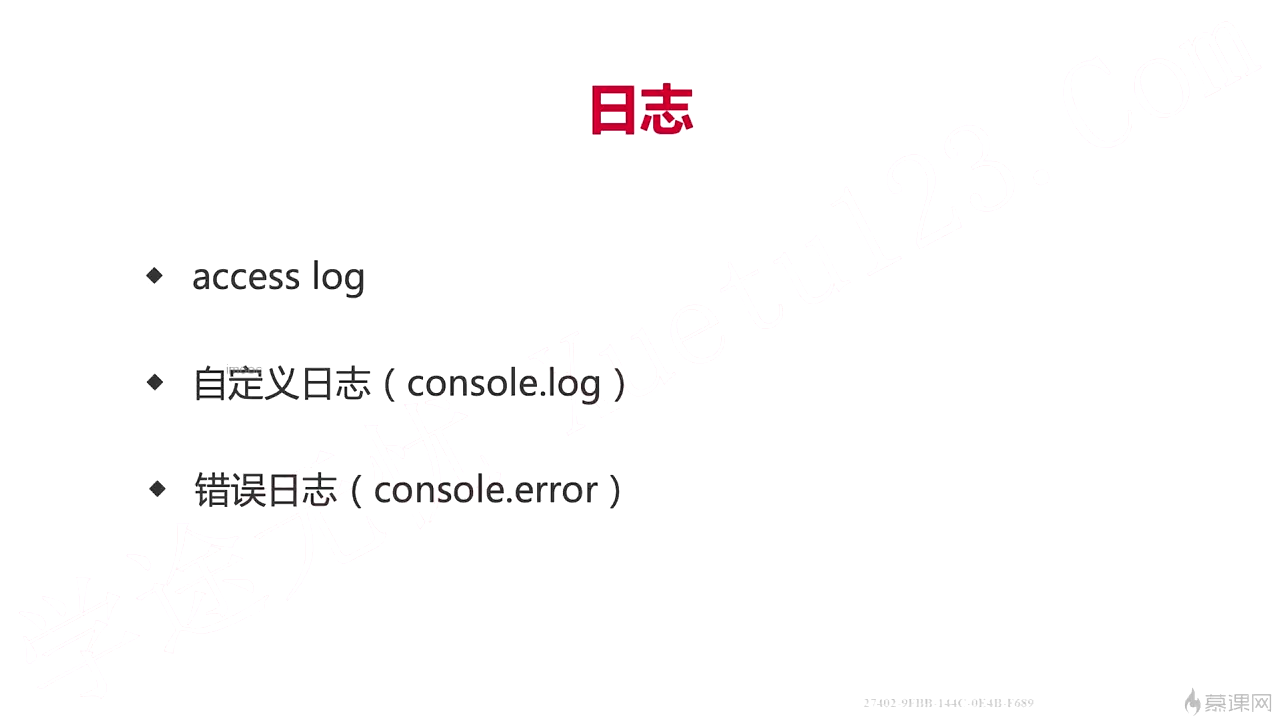 日志
access log
自定义日志（console.log）
错误日志（console.error）
慕课网